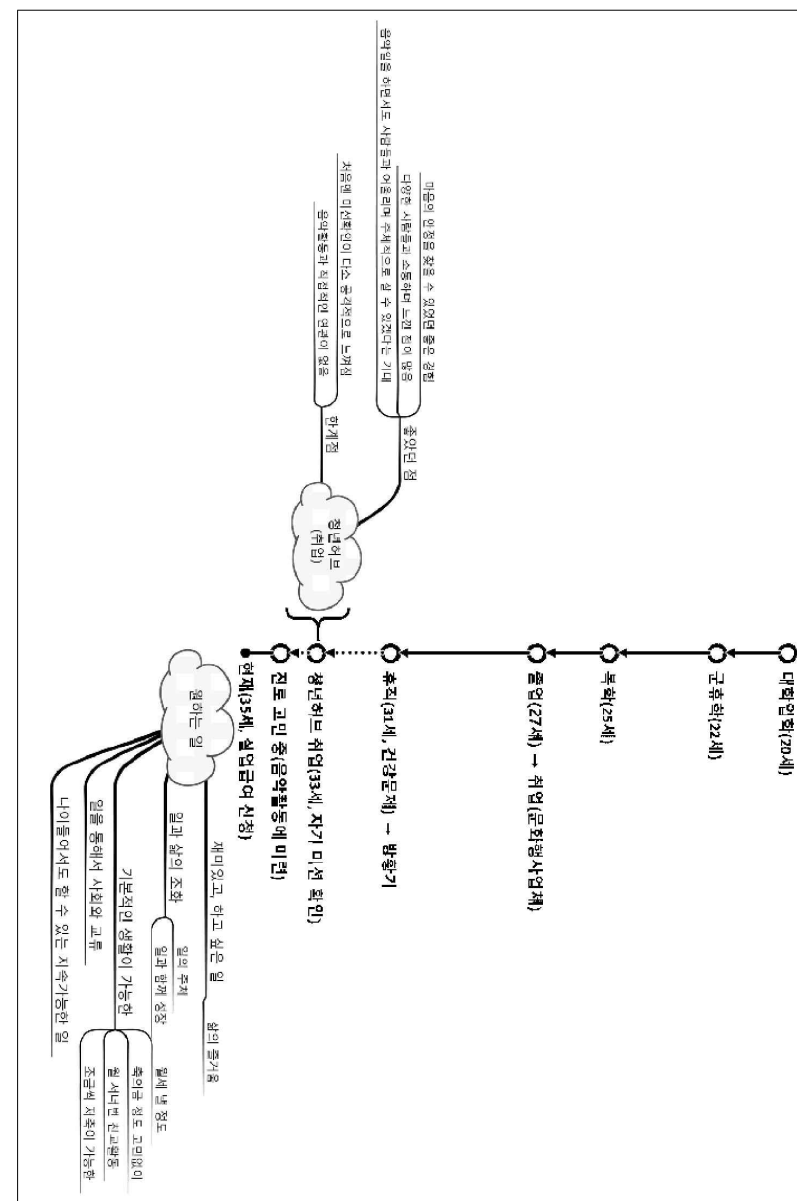 대학입학(20세)
군휴학(22세)
복학(25세)
졸업(27세) → 취업(문화행사업체)
휴직(31세, 건강문제) → 방황기
청년허브 취업(33세, 자기 미션 확인)
진로 고민 중(음악활동에 미련)
현재(35세, 실업급여 신청)
청년허브
(취업)
좋았던 점
마음의 안정을 찾을 수 있었던 좋은 경험
다양한 사람들과 소통하며 느낀 점이 많음
음악일을 하면서도 사람들과 어울리며 주체적으로 살 수 있겠다는 기대
한계점
처음엔 미션확인이 다소 공격적으로 느껴짐
음악활동과 직접적인 연관이 없음
원하는 일
재미있고, 하고 싶은 일
삶의 즐거움
일과 삶의 조화
일의 주체
일과 함께 성장
기본적인 생활이 가능한
월세 낼 정도
축의금 정도 고민없이
월 서너번 친교활동
조금씩 저축이 가능한
일을 통해서 사회와 교류
나이들어서도 할 수 있는 지속가능한 일